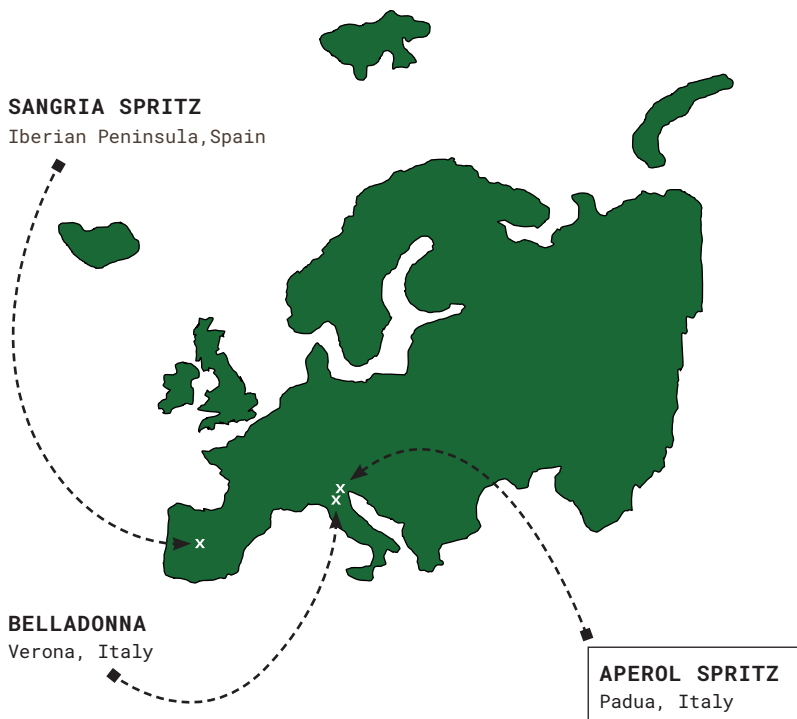 SANGRIA SPRITZ
Iberian Peninsula,Spain
x
x
x
BELLADONNA
Verona, Italy
APEROL SPRITZ
Padua, Italy